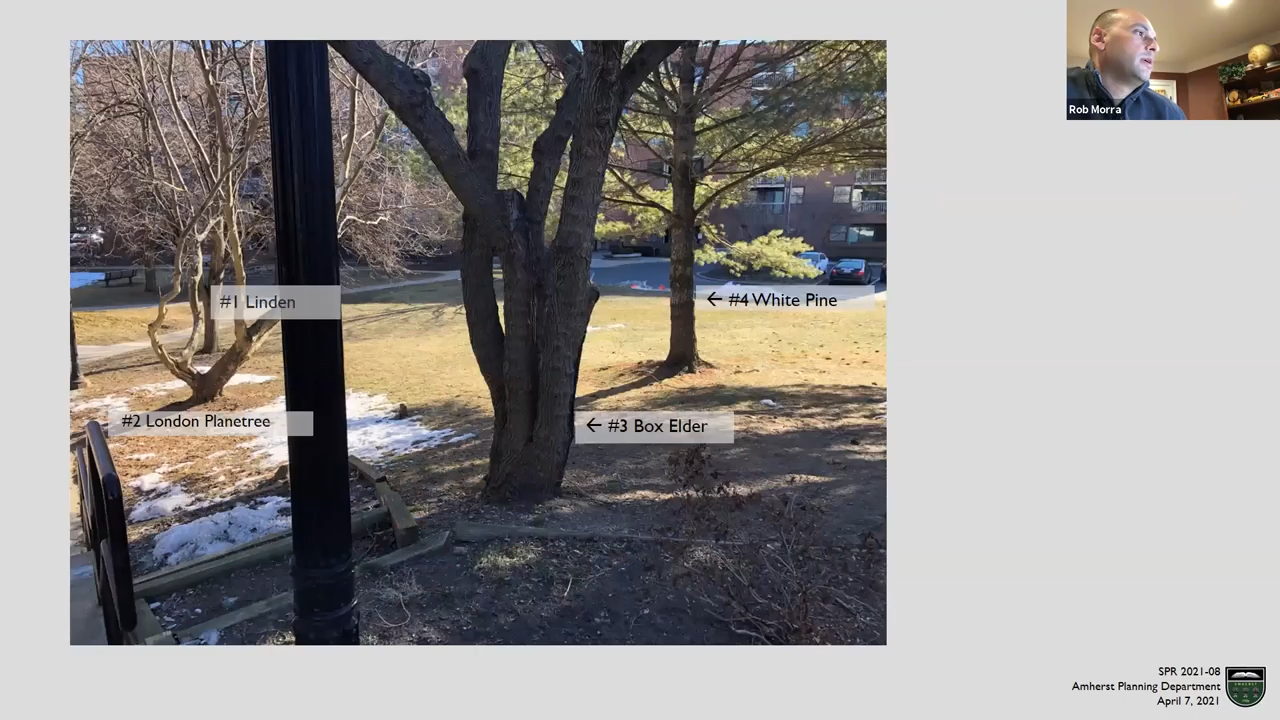 Rob Morra
#1 Linden
← #4 White Pine
#2 London Planetree
← #3 Box Elder
SPR 2021-08
Amherst Planning Department
April 7, 2021